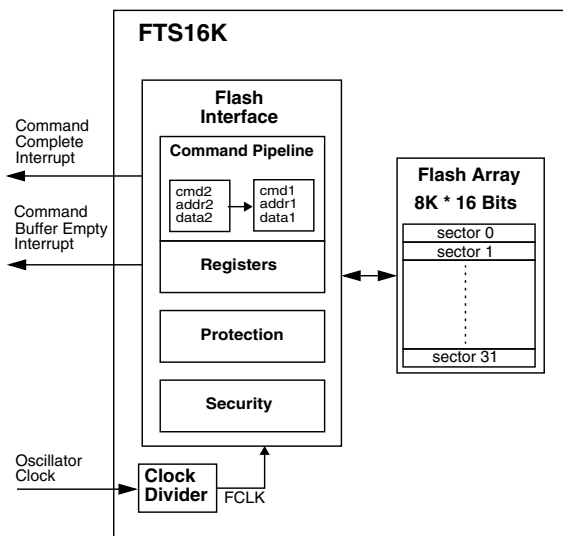 FTS16K
Flash
Interface
Command Pipeline
cmd2
addr2
data2
cmd1
addr1
data1
Registers
Protection
Security
Command
Complete
Interrupt
Command
Buffer Empty
Interrupt
Flash Array
8K * 16 Bits
sector 0
sector 1
sector 31
Oscillator
Clock
Clock
Divider
FCLK